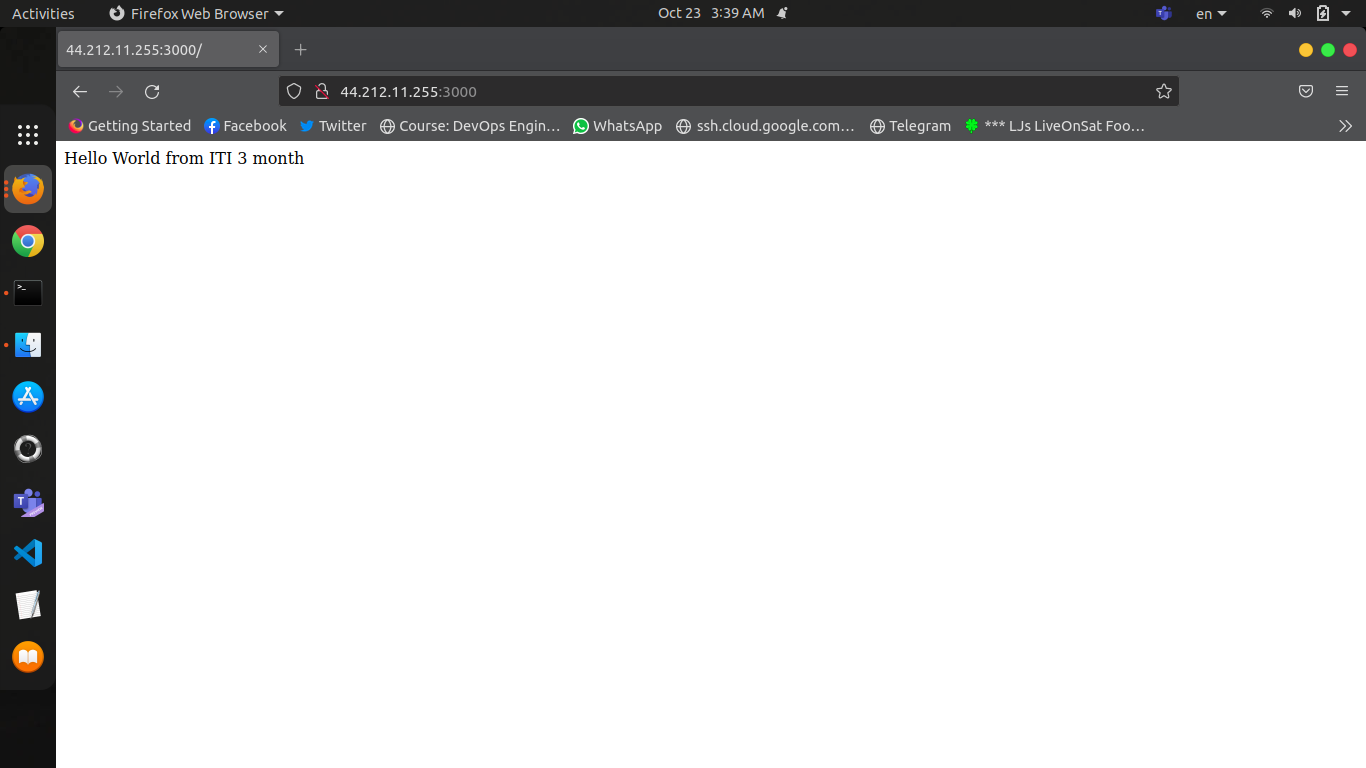 Activities Firefox Web Browser Oct 23 3:39 AM en
44.212.11.255:3000/
44.212.11.255:3000
Getting Started Facebook Twitter Course: DevOps Engin… WhatsApp ssh.cloud.google.com… Telegram *** LJs LiveOnSat Foo…
Hello World from ITI 3 month